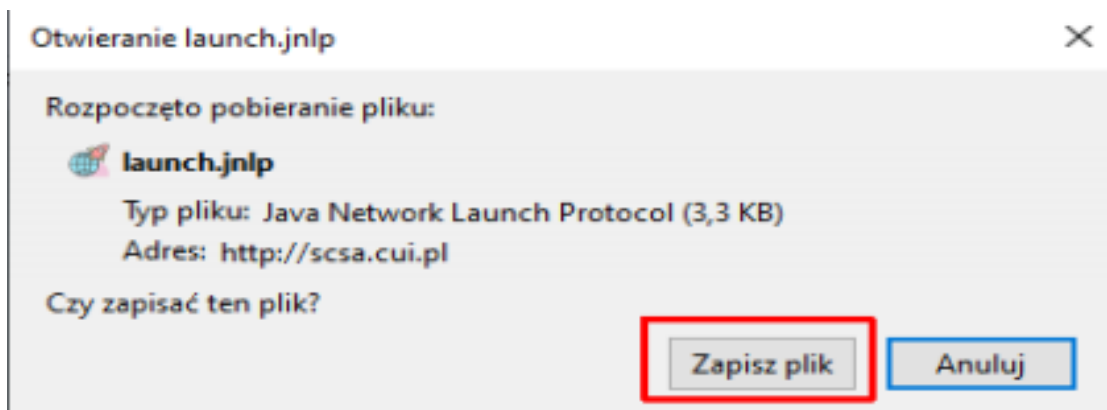 Otwieranie launch.jnlp
Rozpoczęto pobieranie pliku:
launch.jnlp
Typ pliku: Java Network Launch Protocol (3,3 KB)
Adres: http://scsa.cui.pl
Czy zapisać ten plik?
Zapisz plik Anuluj